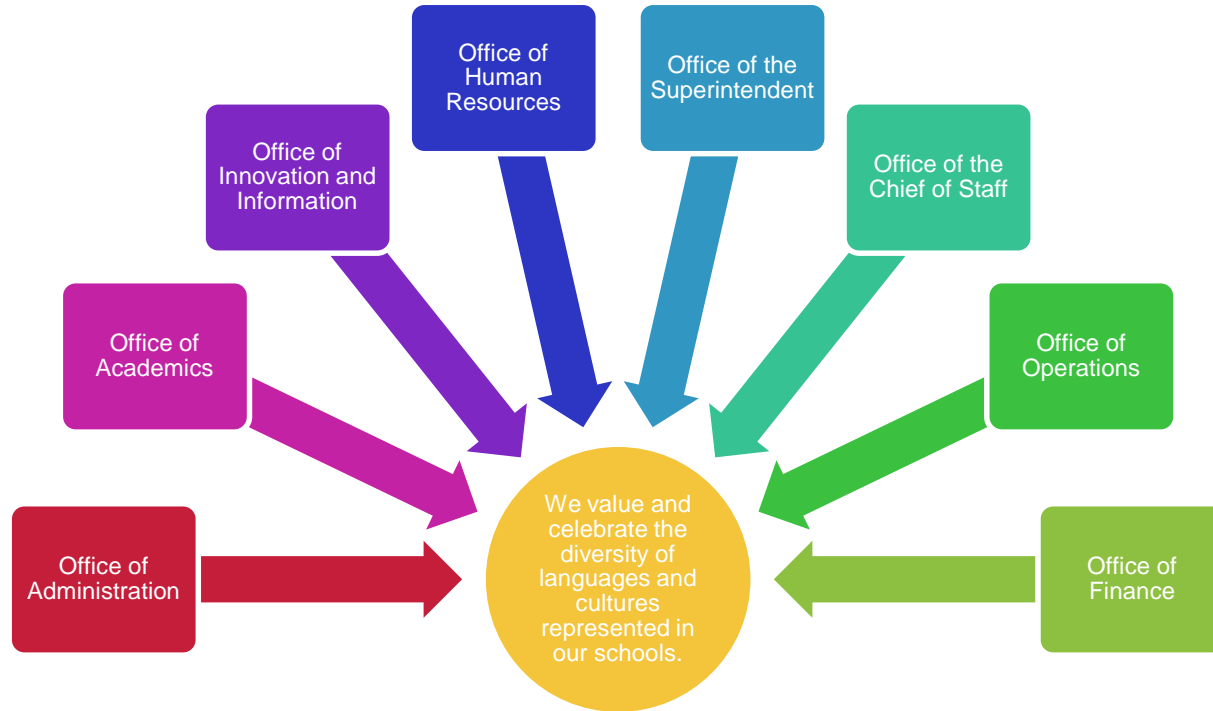 Office of
Human
Resources
Office of the
Superintendent
Office of
Innovation and
Information
Office of the
Chief of Staff
Office of
Academics
Office of
Operations
Office of
Administration
We value and
celebrate the
diversity of
languages and
cultures
represented in
our schools.
Office of
Finance